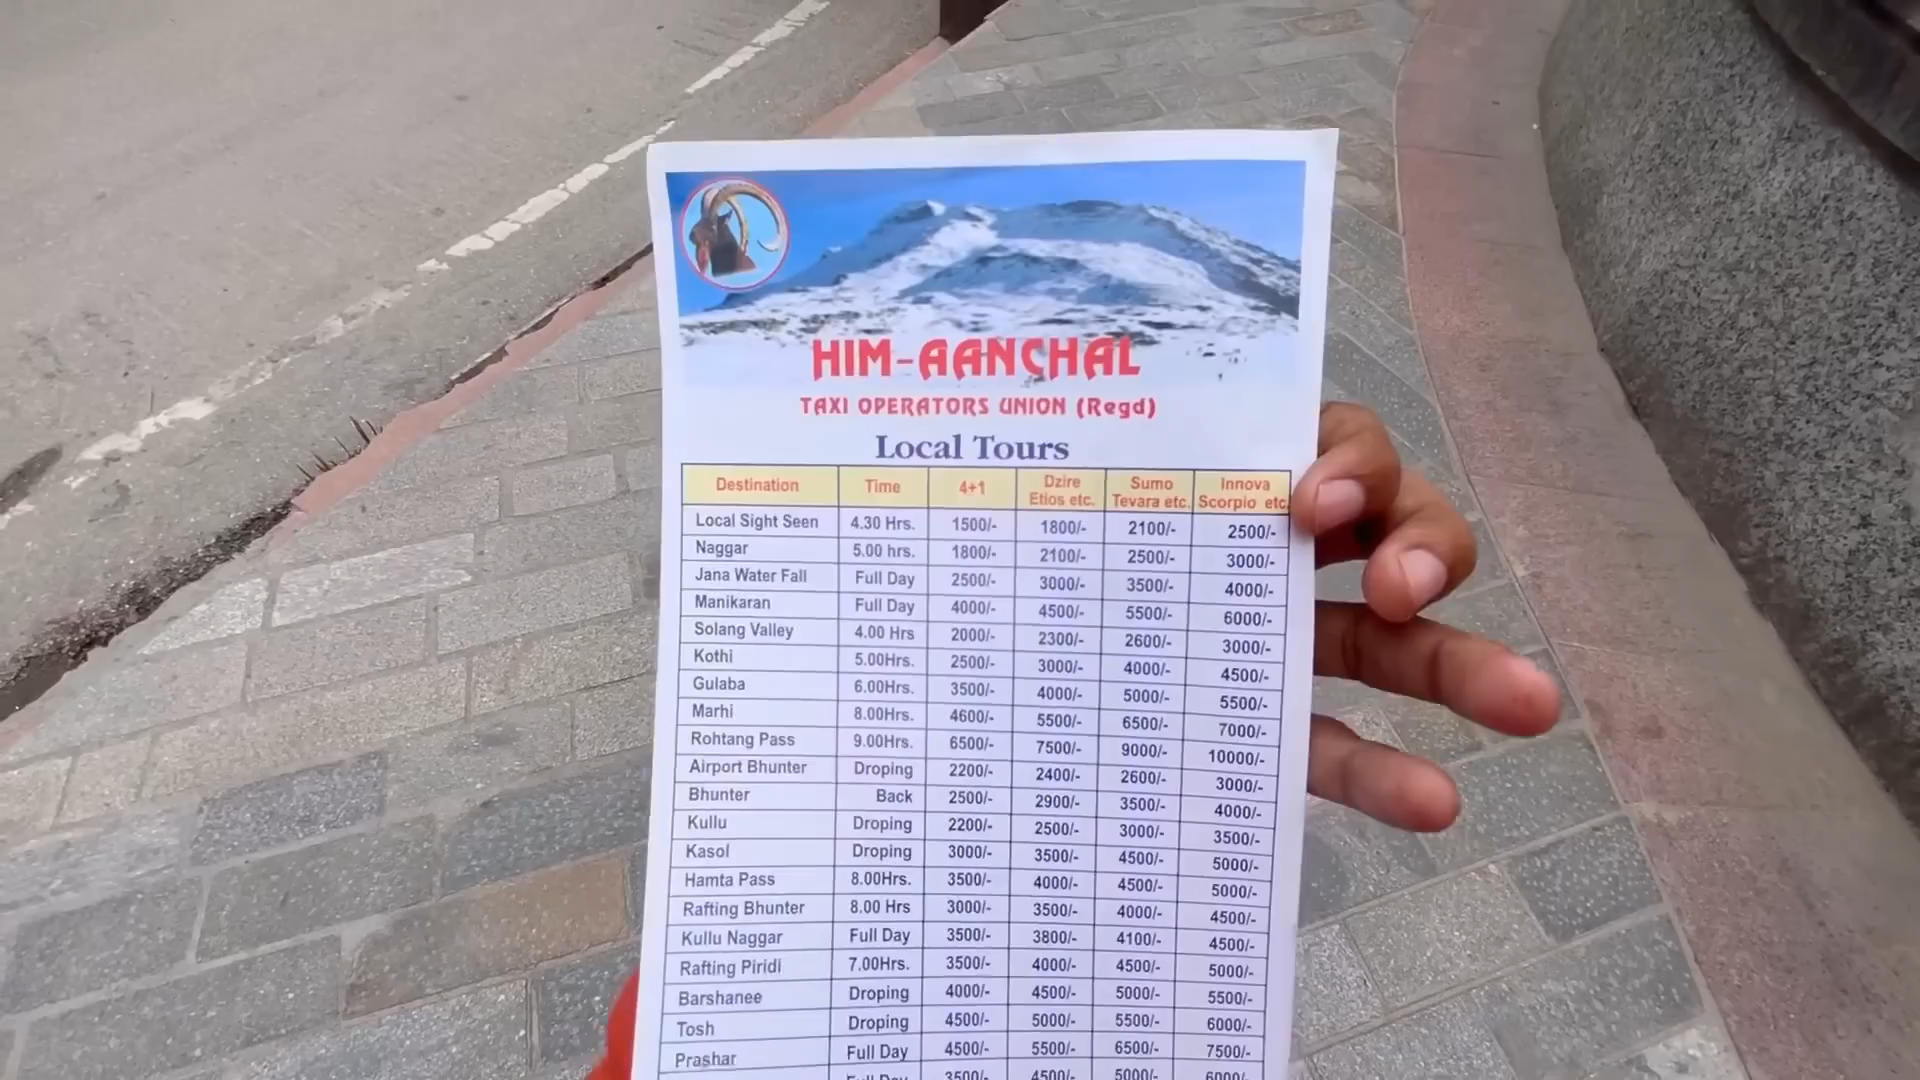 HIM-AANCHAL
TAXI OPERATORS UNION (Regd)
Local Tours
Destination Time 4+1 Dzire Etios etc. Sumo Tevara etc. Innova Scorpio etc.
Local Sight Seen 4.30 Hrs. 1500/- 1800/- 2100/- 2500/-
Naggar 5.00 hrs. 1800/- 2100/- 2500/- 3000/-
Jana Water Fall Full Day 2500/- 3000/- 3500/- 4000/-
Manikaran Full Day 4000/- 4500/- 5500/- 6000/-
Solang Valley 4.00 Hrs 2000/- 2300/- 2600/- 3000/-
Kothi 5.00Hrs. 2500/- 3000/- 4000/- 4500/-
Gulaba 6.00Hrs. 3500/- 4000/- 5000/- 5500/-
Marhi 8.00Hrs. 4600/- 5500/- 6500/- 7000/-
Rohtang Pass 9.00Hrs. 6500/- 7500/- 9000/- 10000/-
Airport Bhunter Droping 2200/- 2400/- 2600/- 3000/-
Bhunter Back 2500/- 2900/- 3500/- 4000/-
Kullu Droping 2200/- 2500/- 3000/- 3500/-
Kasol Droping 3000/- 3500/- 4500/- 5000/-
Hamta Pass 8.00Hrs. 3500/- 4000/- 4500/- 5000/-
Rafting Bhunter 8.00 Hrs 3000/- 3500/- 4000/- 4500/-
Kullu Naggar Full Day 3500/- 3800/- 4100/- 4500/-
Rafting Piridi 7.00Hrs. 3500/- 4000/- 4500/- 5000/-
Barshanee Droping 4000/- 4500/- 5000/- 5500/-
Tosh Droping 4500/- 5000/- 5500/- 6000/-
Prashar Full Day 4500/- 5500/- 6500/- 7500/-
Full Day 3500/- 4500/- 5000/- 6000/-